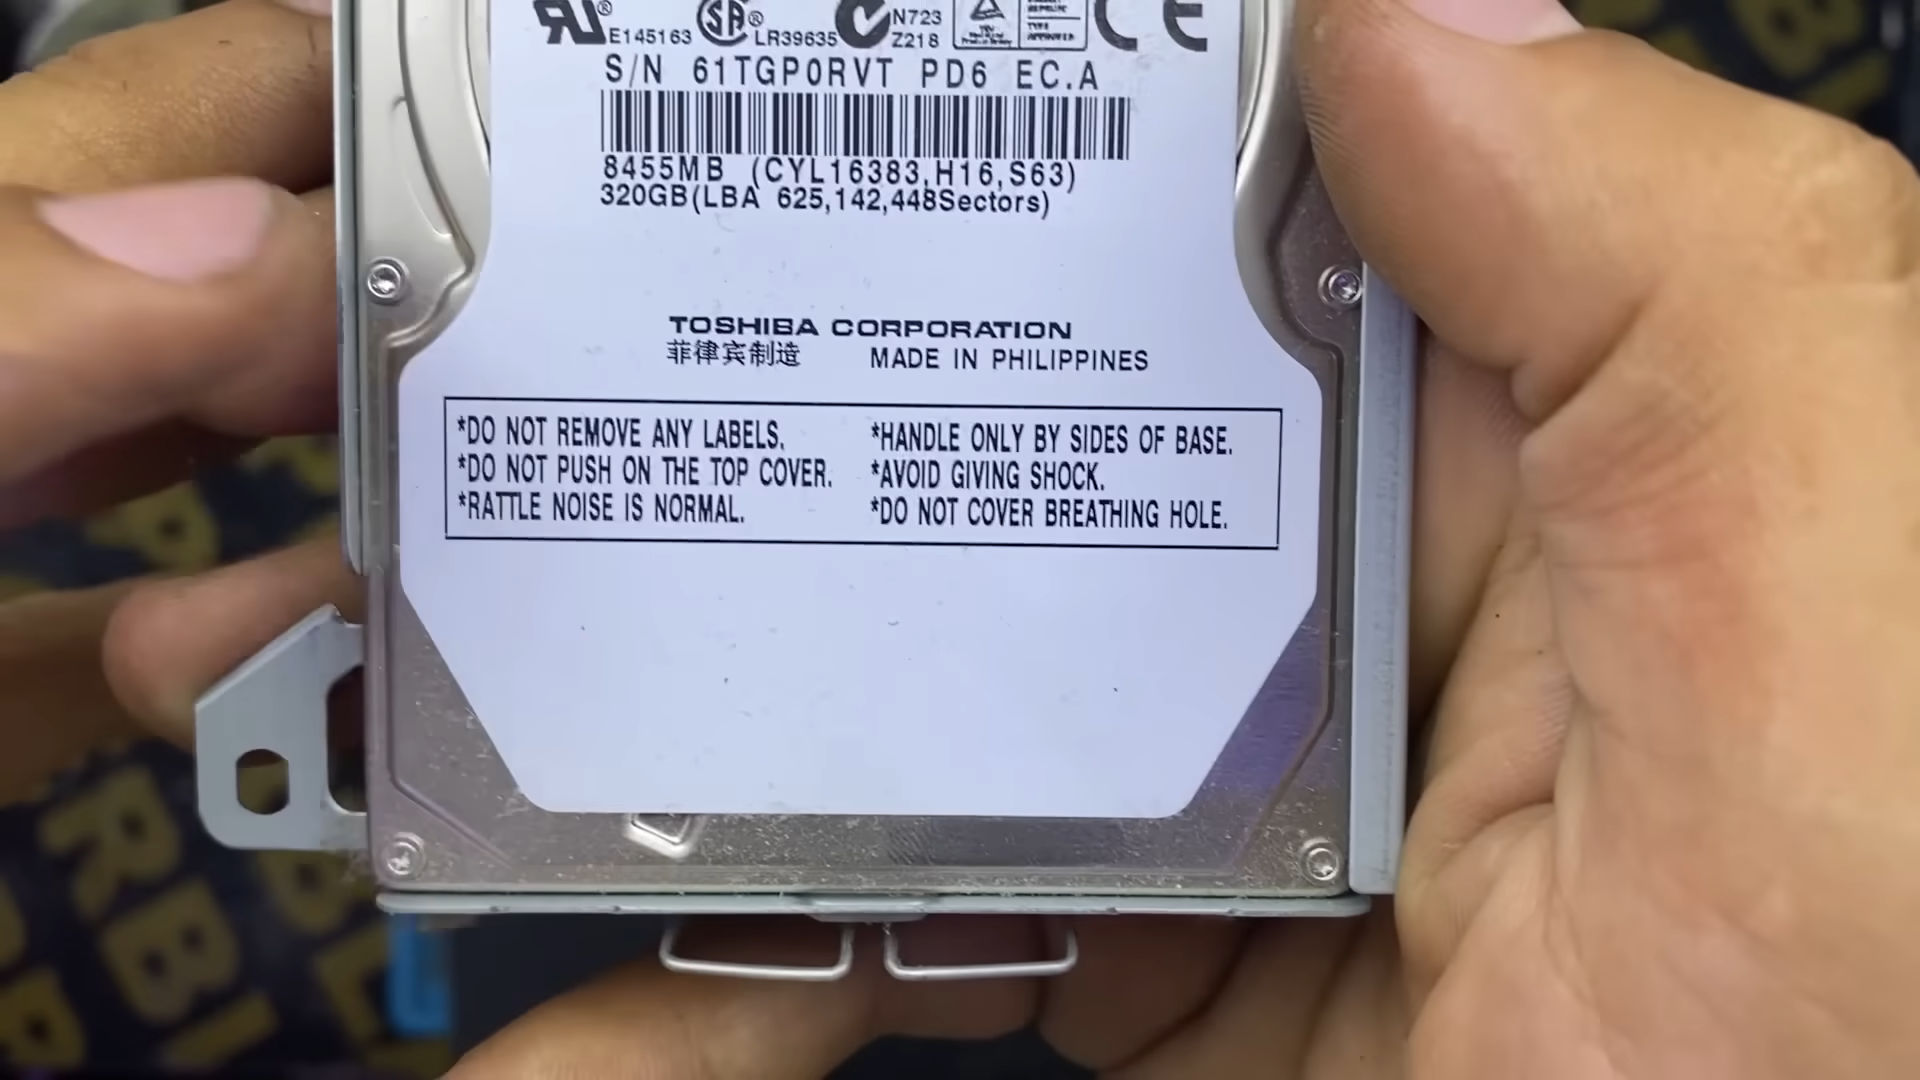 E145163 ® LR39635 N723
Z218
S/N 61TGP0RVT PD6 EC.A
8455MB (CYL16383,H16,S63)
320GB(LBA 625,142,448Sectors)
TOSHIBA CORPORATION
菲律宾制造 MADE IN PHILIPPINES
*DO NOT REMOVE ANY LABELS. *HANDLE ONLY BY SIDES OF BASE.
*DO NOT PUSH ON THE TOP COVER. *AVOID GIVING SHOCK.
*RATTLE NOISE IS NORMAL. *DO NOT COVER BREATHING HOLE.